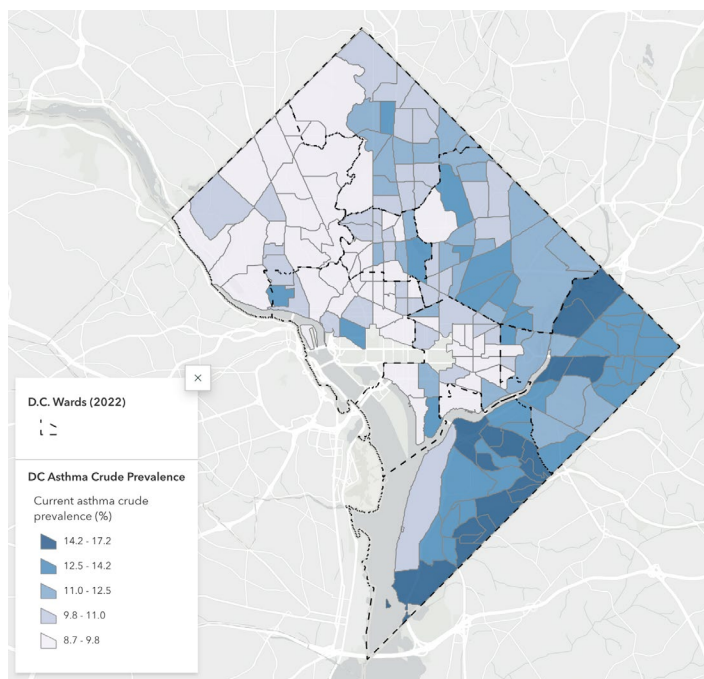 ×
D.C. Wards (2022)
DC Asthma Crude Prevalence
Current asthma crude
prevalence (%)
14.2 - 17.2
12.5 - 14.2
11.0 - 12.5
9.8 - 11.0
8.7 - 9.8